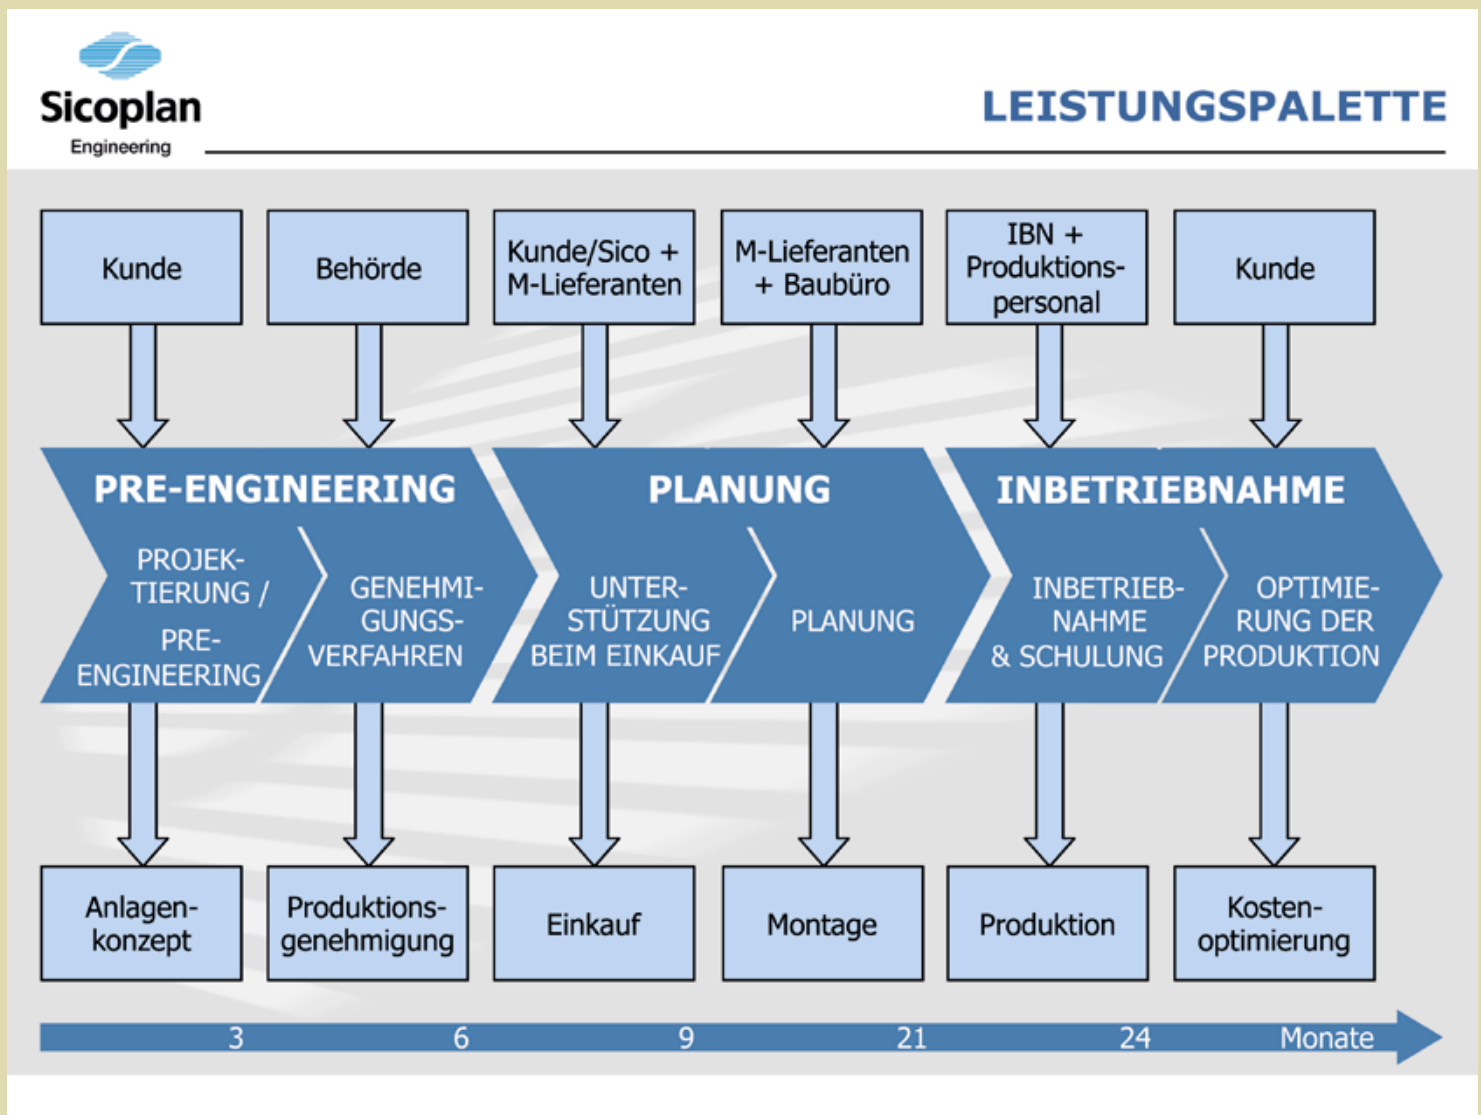 Sicoplan
Engineering
LEISTUNGSPALETTE
Kunde
Behörde
Kunde/Sico +
M-Lieferanten
M-Lieferanten
+ Baubüro
IBN +
Produktions-
personal
Kunde
PRE-ENGINEERING
PROJEK-
TIERUNG /
PRE-
ENGINEERING
GENEHMI-
GUNGS-
VERFAHREN
PLANUNG
UNTER-
STÜTZUNG
BEIM EINKAUF
PLANUNG
INBETRIEBNAHME
INBETRIEB-
NAHME
& SCHULUNG
OPTIMIE-
RUNG DER
PRODUKTION
Anlagen-
konzept
Produktions-
genehmigung
Einkauf
Montage
Produktion
Kosten-
optimierung
3 6 9 21 24 Monate